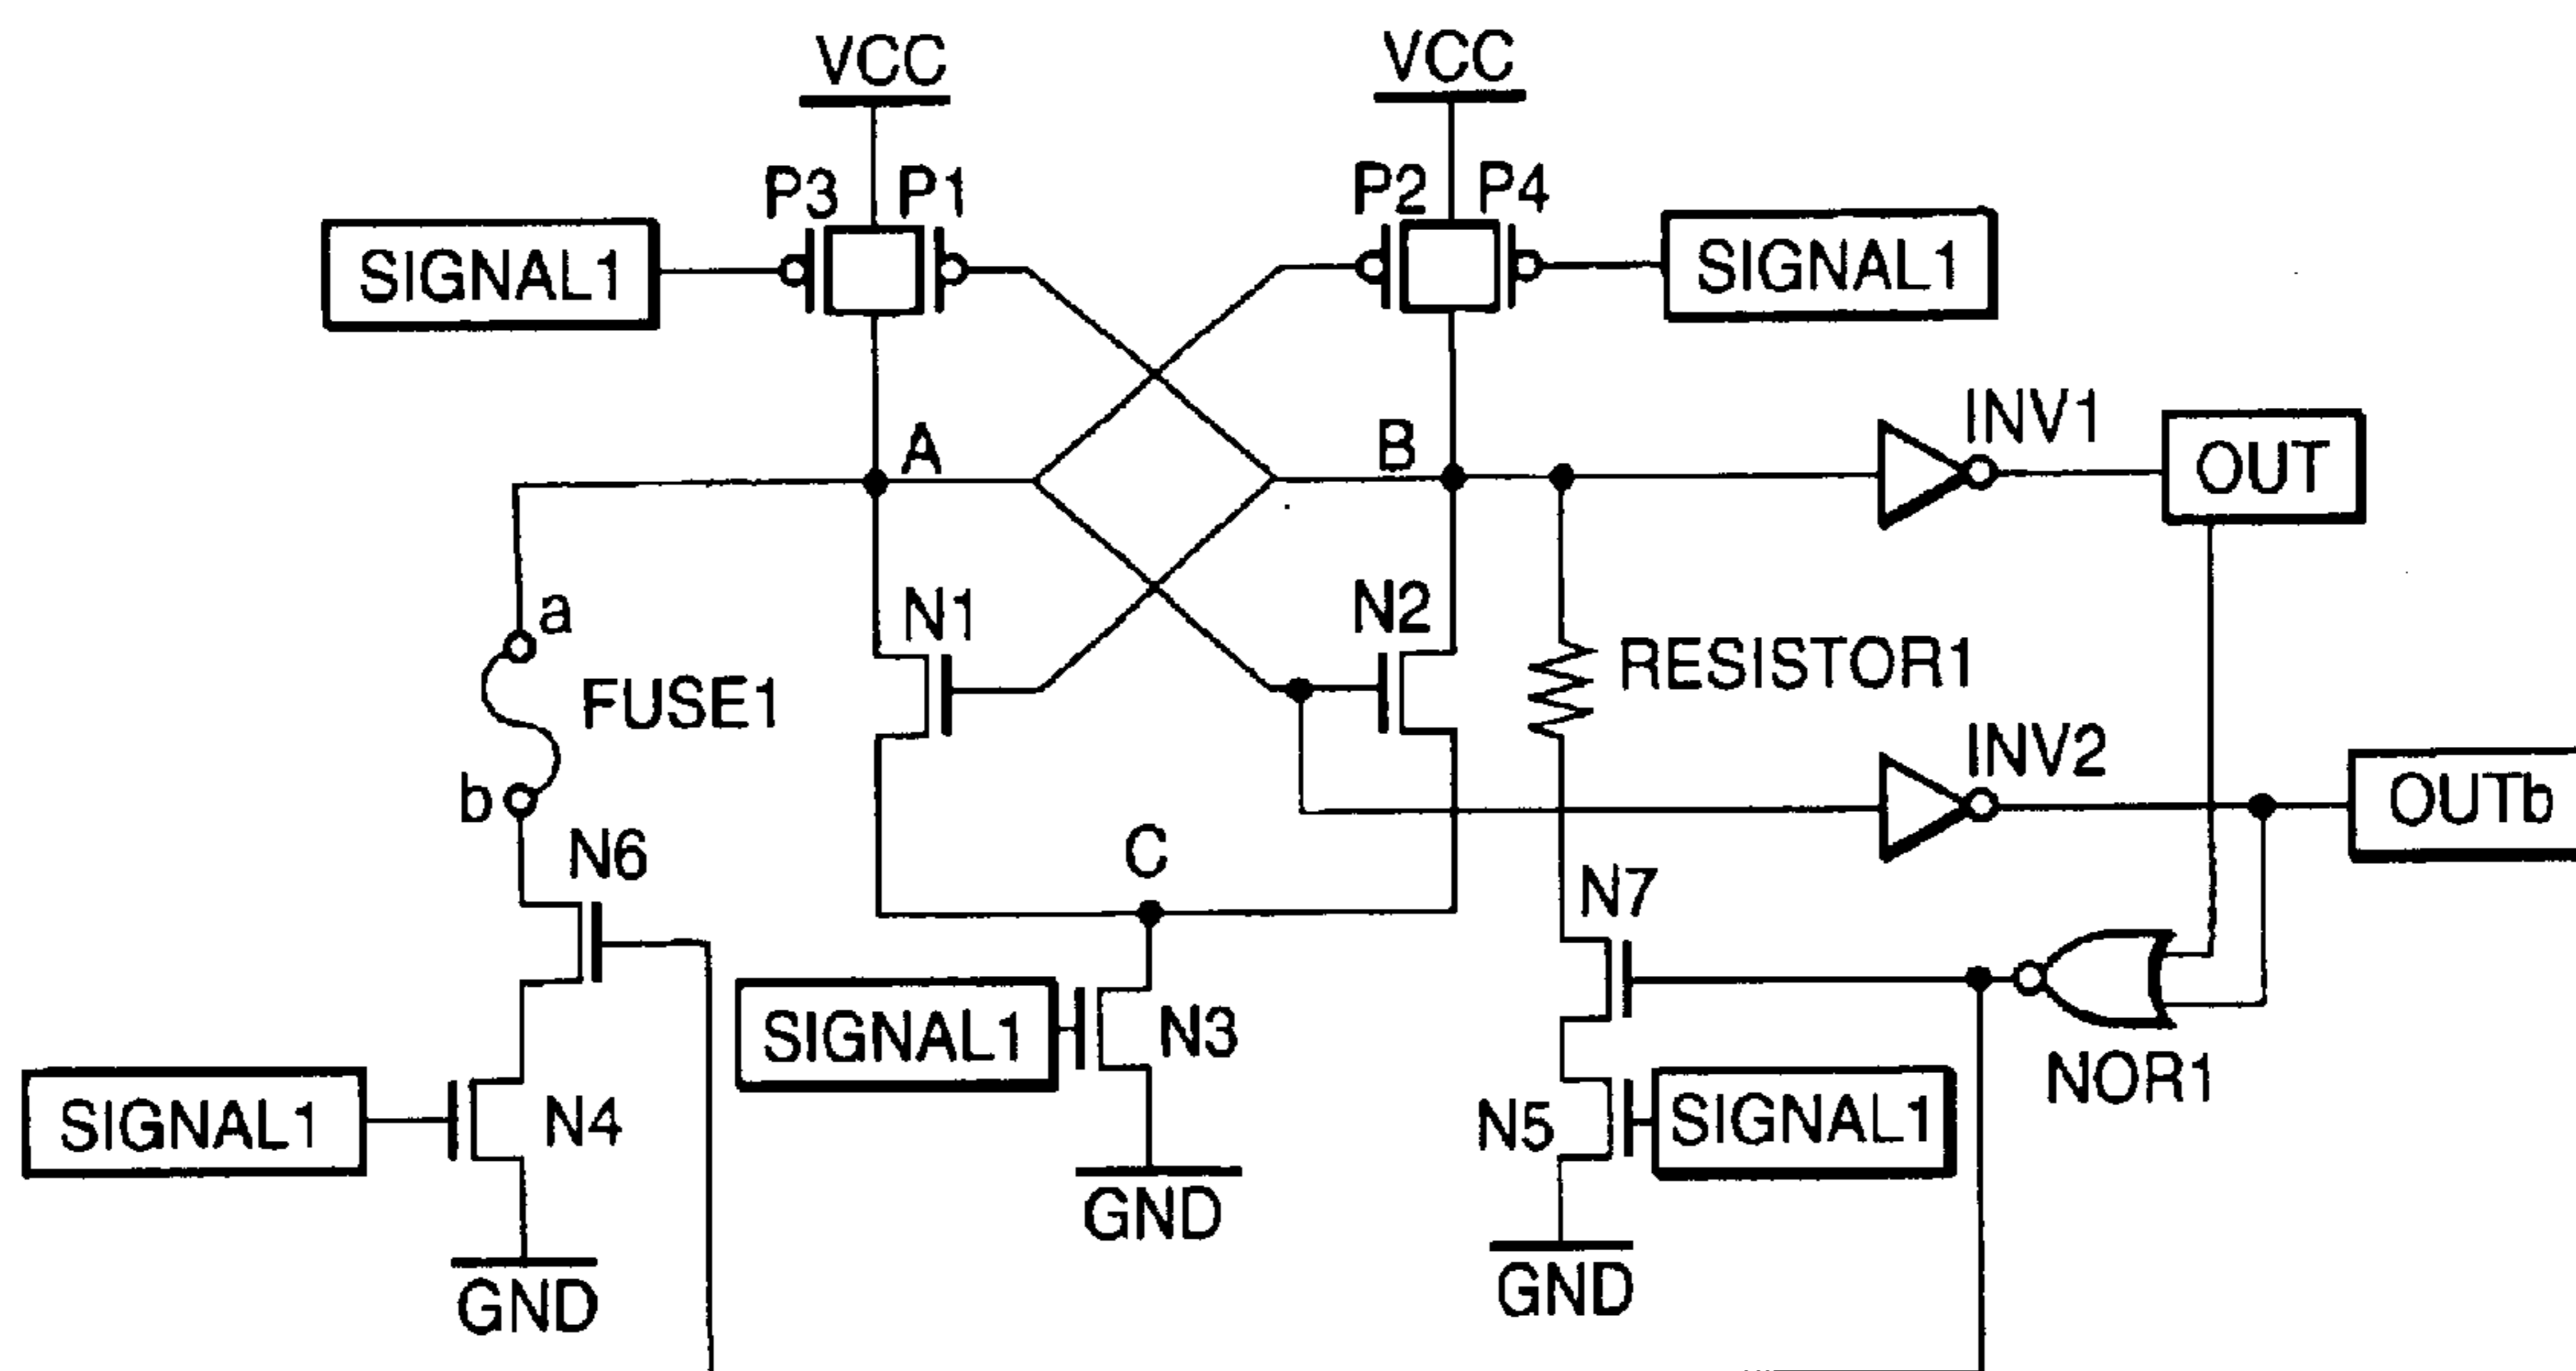 VCC
VCC
P3
P1
P2
P4
SIGNAL1
SIGNAL1
INV1
A
B
OUT
a
N1
N2
RESISTOR1
FUSE1
INV2
b
OUTb
N6
C
N7
SIGNAL1
N3
NOR1
SIGNAL1
N4
N5
SIGNAL1
GND
GND
GND